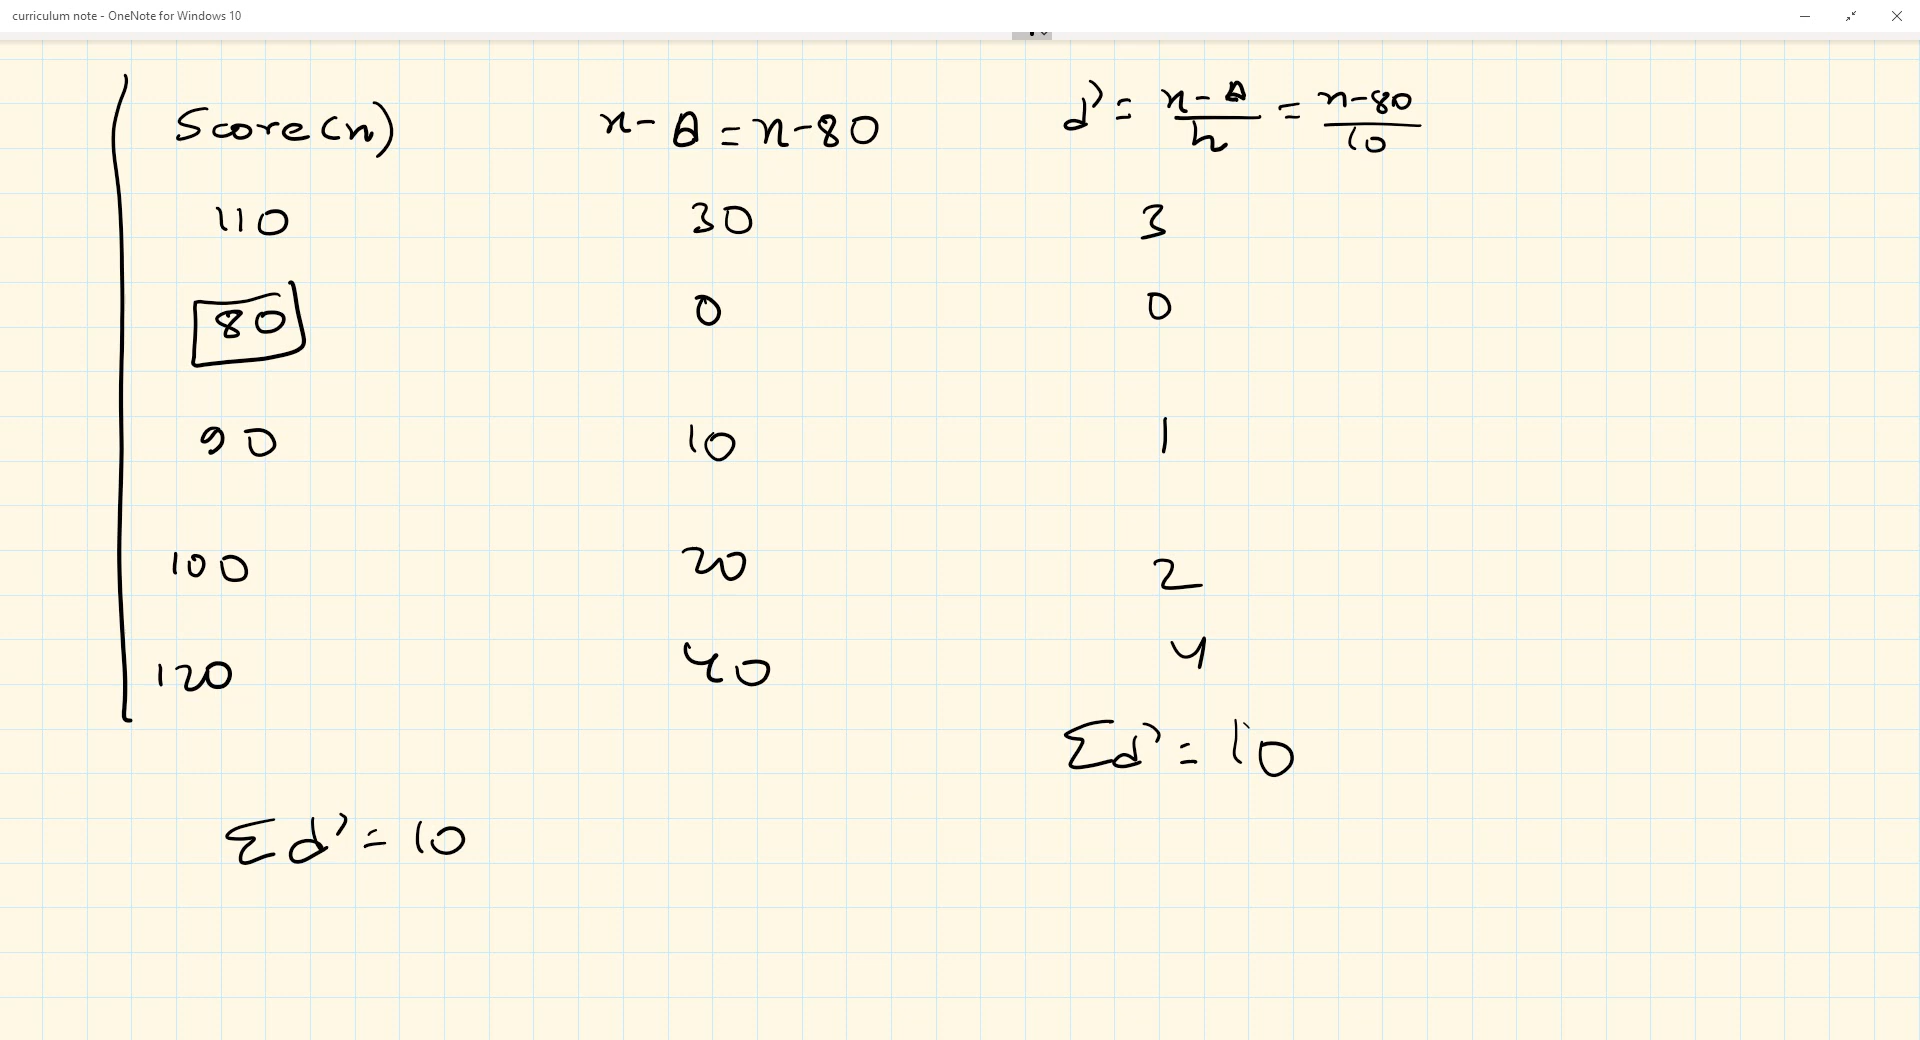 curriculum note - OneNote for Windows 10
Score(x) x - A = x - 80 d' = (x - A)/h = (x - 80)/10
110 30 3
80 0 0
90 10 1
100 20 2
120 40 4
Σd' = 10
Σd' = 10